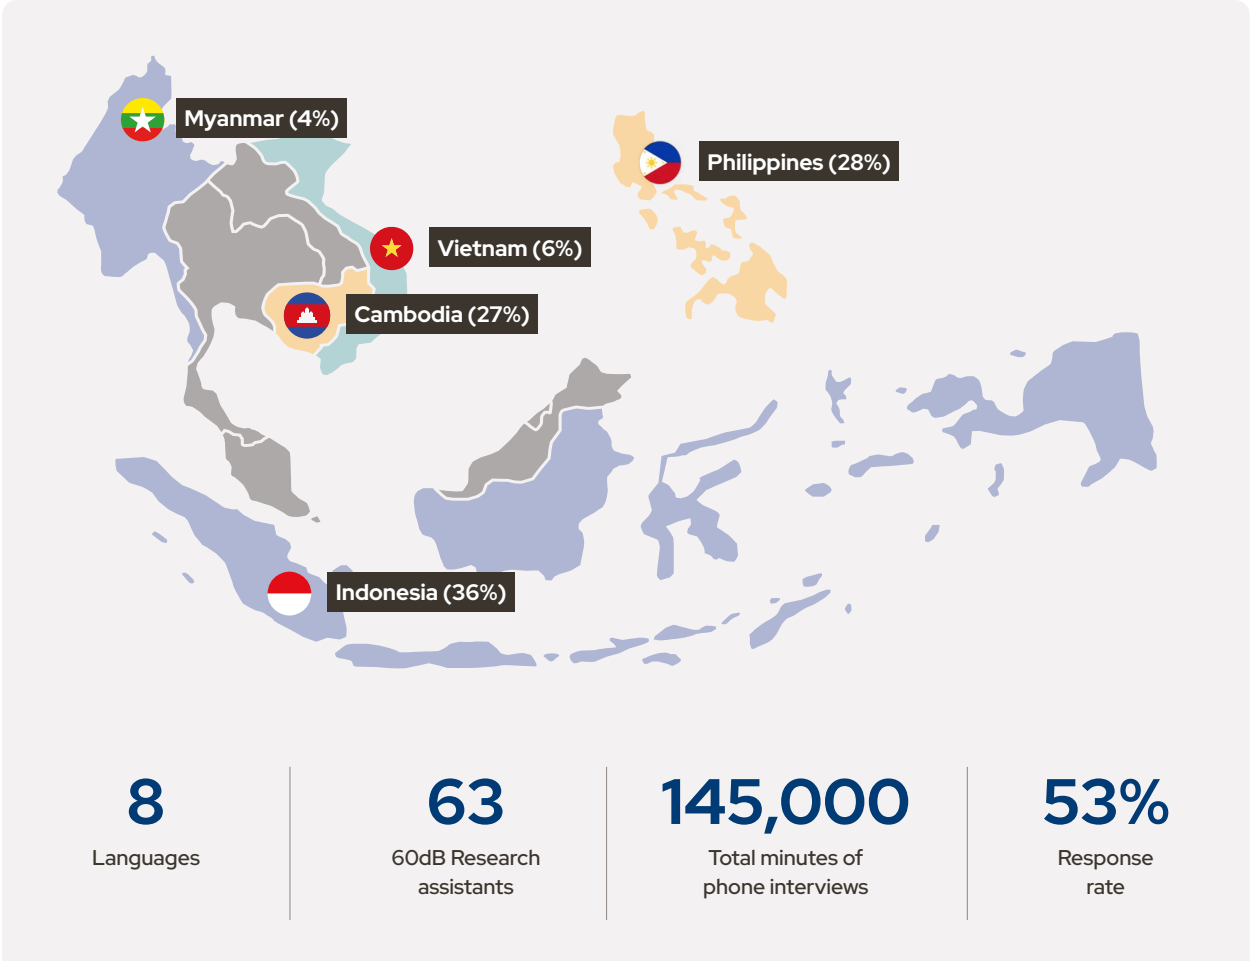 Myanmar (4%)
Philippines (28%)
Vietnam (6%)
Cambodia (27%)
Indonesia (36%)
8
Languages
63
60dB Research
assistants
145,000
Total minutes of
phone interviews
53%
Response
rate